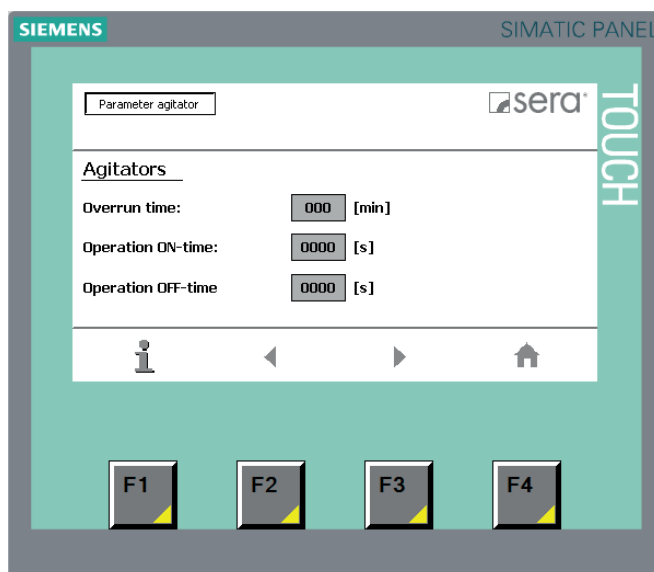 SIEMENS
SIMATIC PANEL
TOUCH
Parameter agitator
sera
Agitators
Overrun time: 000 [min]
Operation ON-time: 0000 [s]
Operation OFF-time 0000 [s]
i
F1 F2 F3 F4